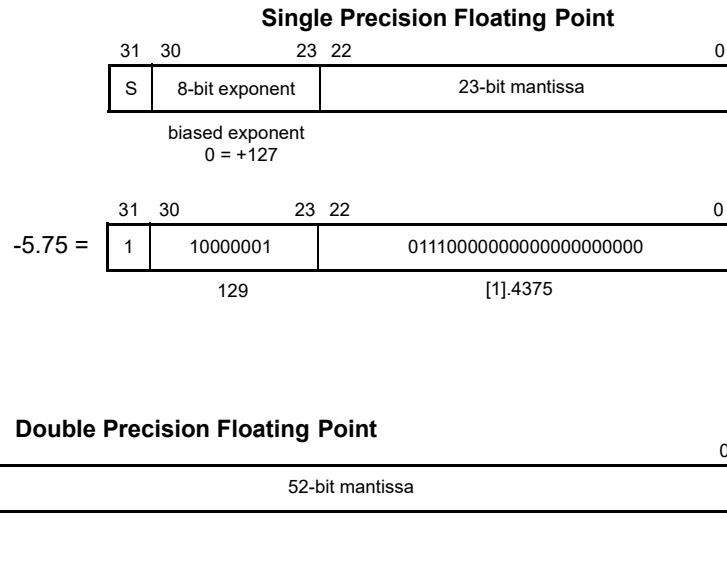 Single Precision Floating Point
31 30 23 22 0
S 8-bit exponent 23-bit mantissa
biased exponent
0 = +127
31 30 23 22 0
-5.75 = 1 10000001 01110000000000000000000
129 [1].4375
Double Precision Floating Point
0
52-bit mantissa